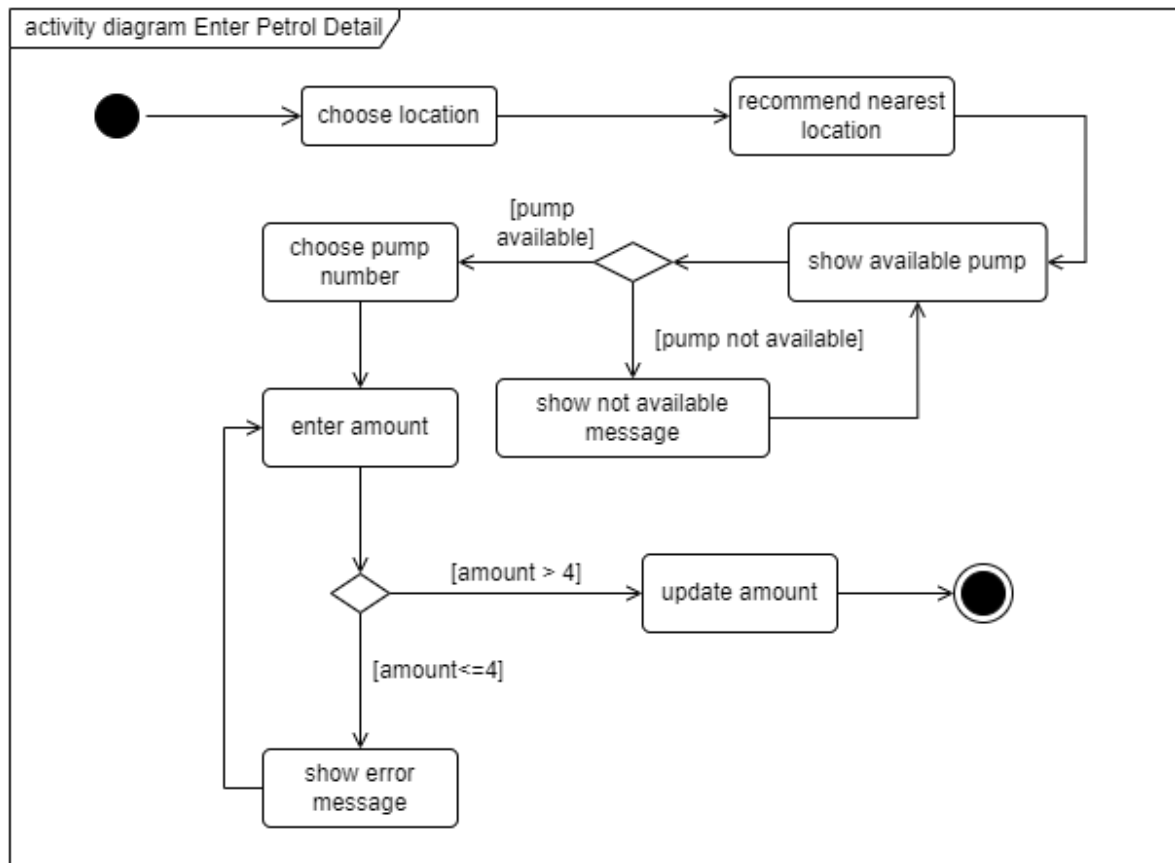 activity diagram Enter Petrol Detail
choose location
recommend nearest
location
[pump
available]
choose pump
number
show available pump
[pump not available]
show not available
message
enter amount
[amount > 4]
update amount
[amount<=4]
show error
message